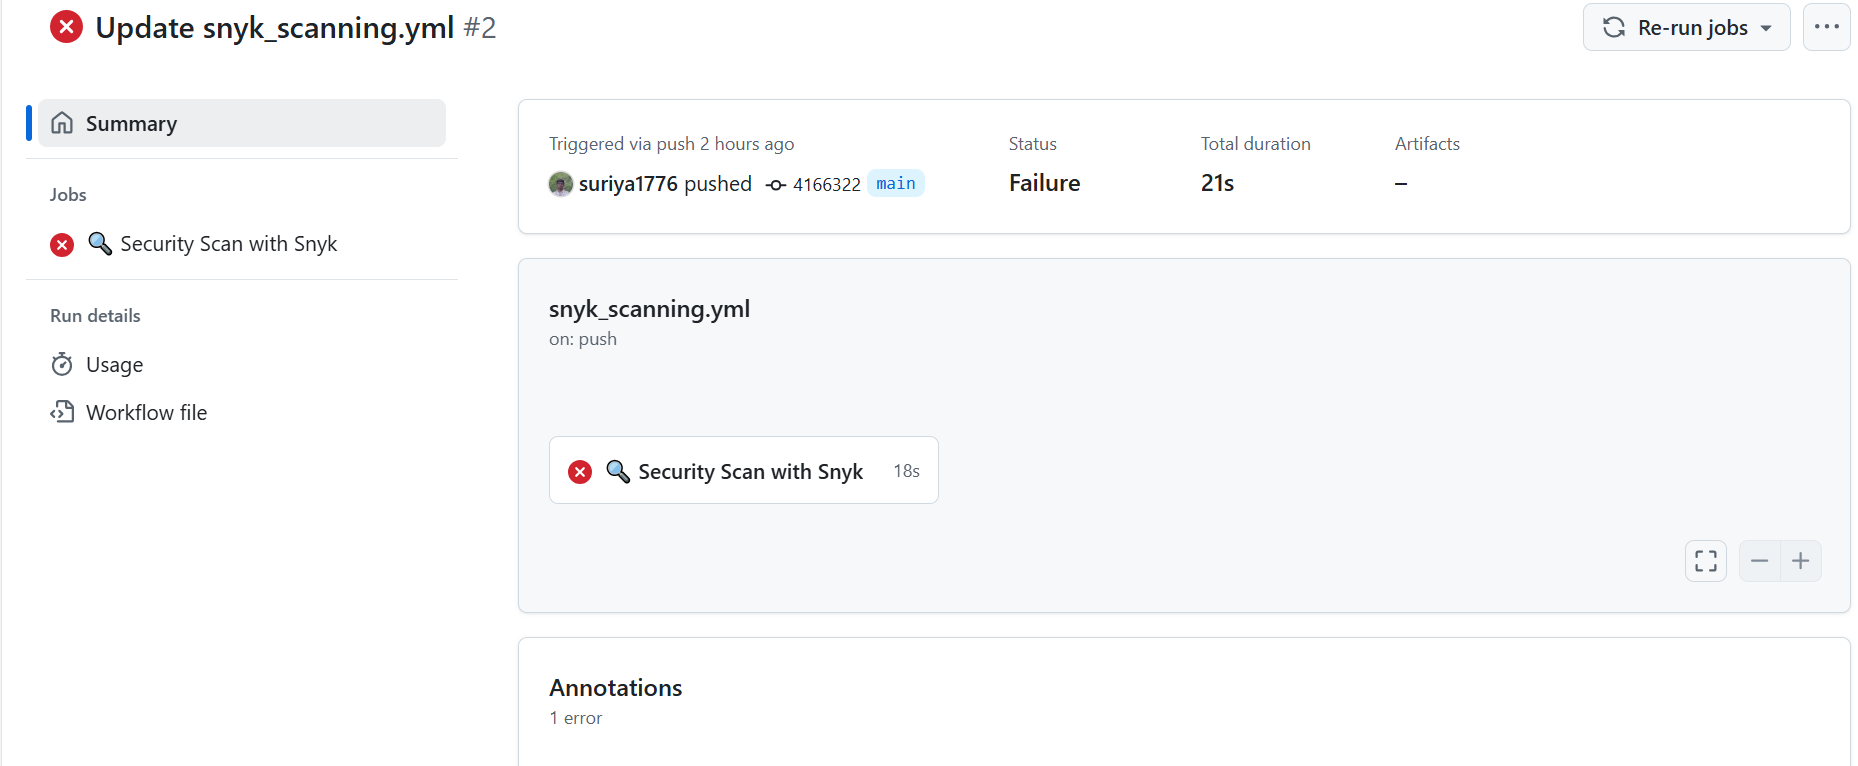 Update snyk_scanning.yml #2
Re-run jobs
Summary
Jobs
Security Scan with Snyk
Run details
Usage
Workflow file
Triggered via push 2 hours ago
suriya1776 pushed 4166322 main
Status
Failure
Total duration
21s
Artifacts
–
snyk_scanning.yml
on: push
Security Scan with Snyk 18s
Annotations
1 error